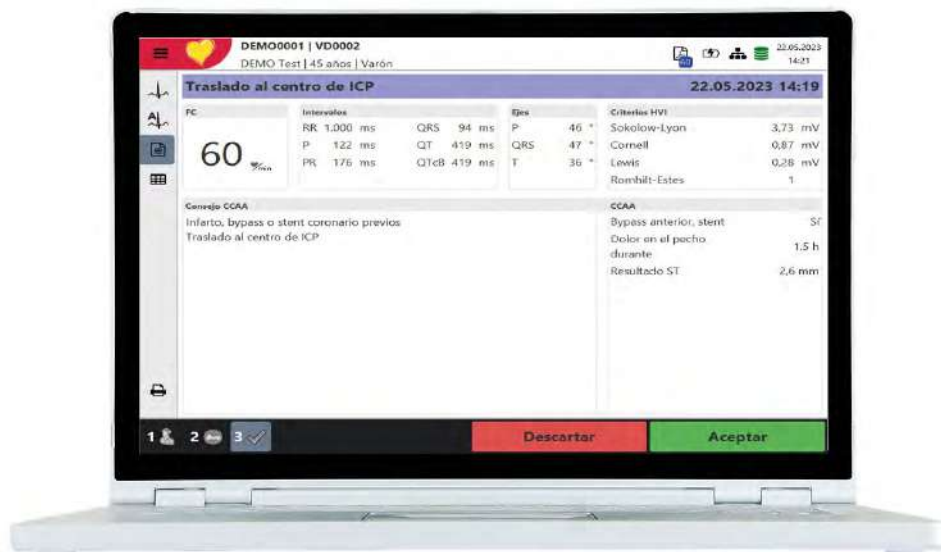 DEMO0001 | VD0002
DEMO Test | 45 años | Varón
22.05.2023
14:21
Traslado al centro de ICP 22.05.2023 14:19
FC
60 /min
Intervalos
RR 1.000 ms QRS 94 ms
P 122 ms QT 419 ms
PR 176 ms QTcB 419 ms
Ejes
P 46 °
QRS 47 °
T 36 °
Criterios HVI
Sokolow-Lyon 3,73 mV
Cornell 0,87 mV
Lewis 0,28 mV
Romhilt-Estes 1
Consejo CCAA
Infarto, bypass o stent coronario previos
Traslado al centro de ICP
CCAA
Bypass anterior, stent SÍ
Dolor en el pecho
durante 1.5 h
Resultado ST 2,6 mm
1 2 3
Descartar Aceptar